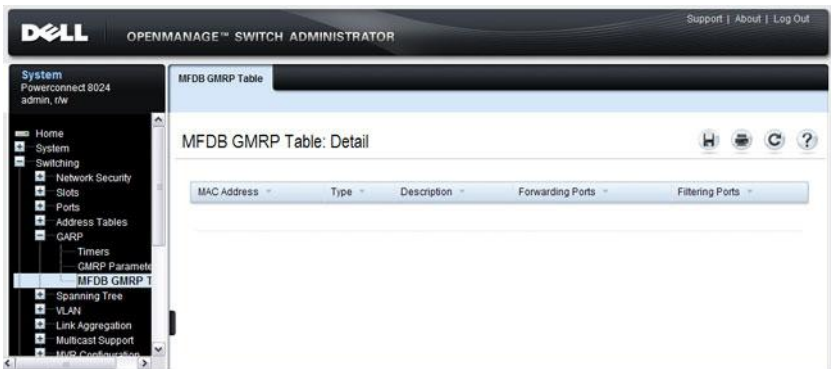 DELL
OPENMANAGE™ SWITCH ADMINISTRATOR
Support | About | Log Out
System
Powerconnect 8024
admin, r/w
Home
System
Switching
Network Security
Slots
Ports
Address Tables
GARP
Timers
GMRP Paramete
MFDB GMRP T
Spanning Tree
VLAN
Link Aggregation
Multicast Support
MVR Configuration
MFDB GMRP Table
MFDB GMRP Table: Detail
MAC Address Type Description Forwarding Ports Filtering Ports